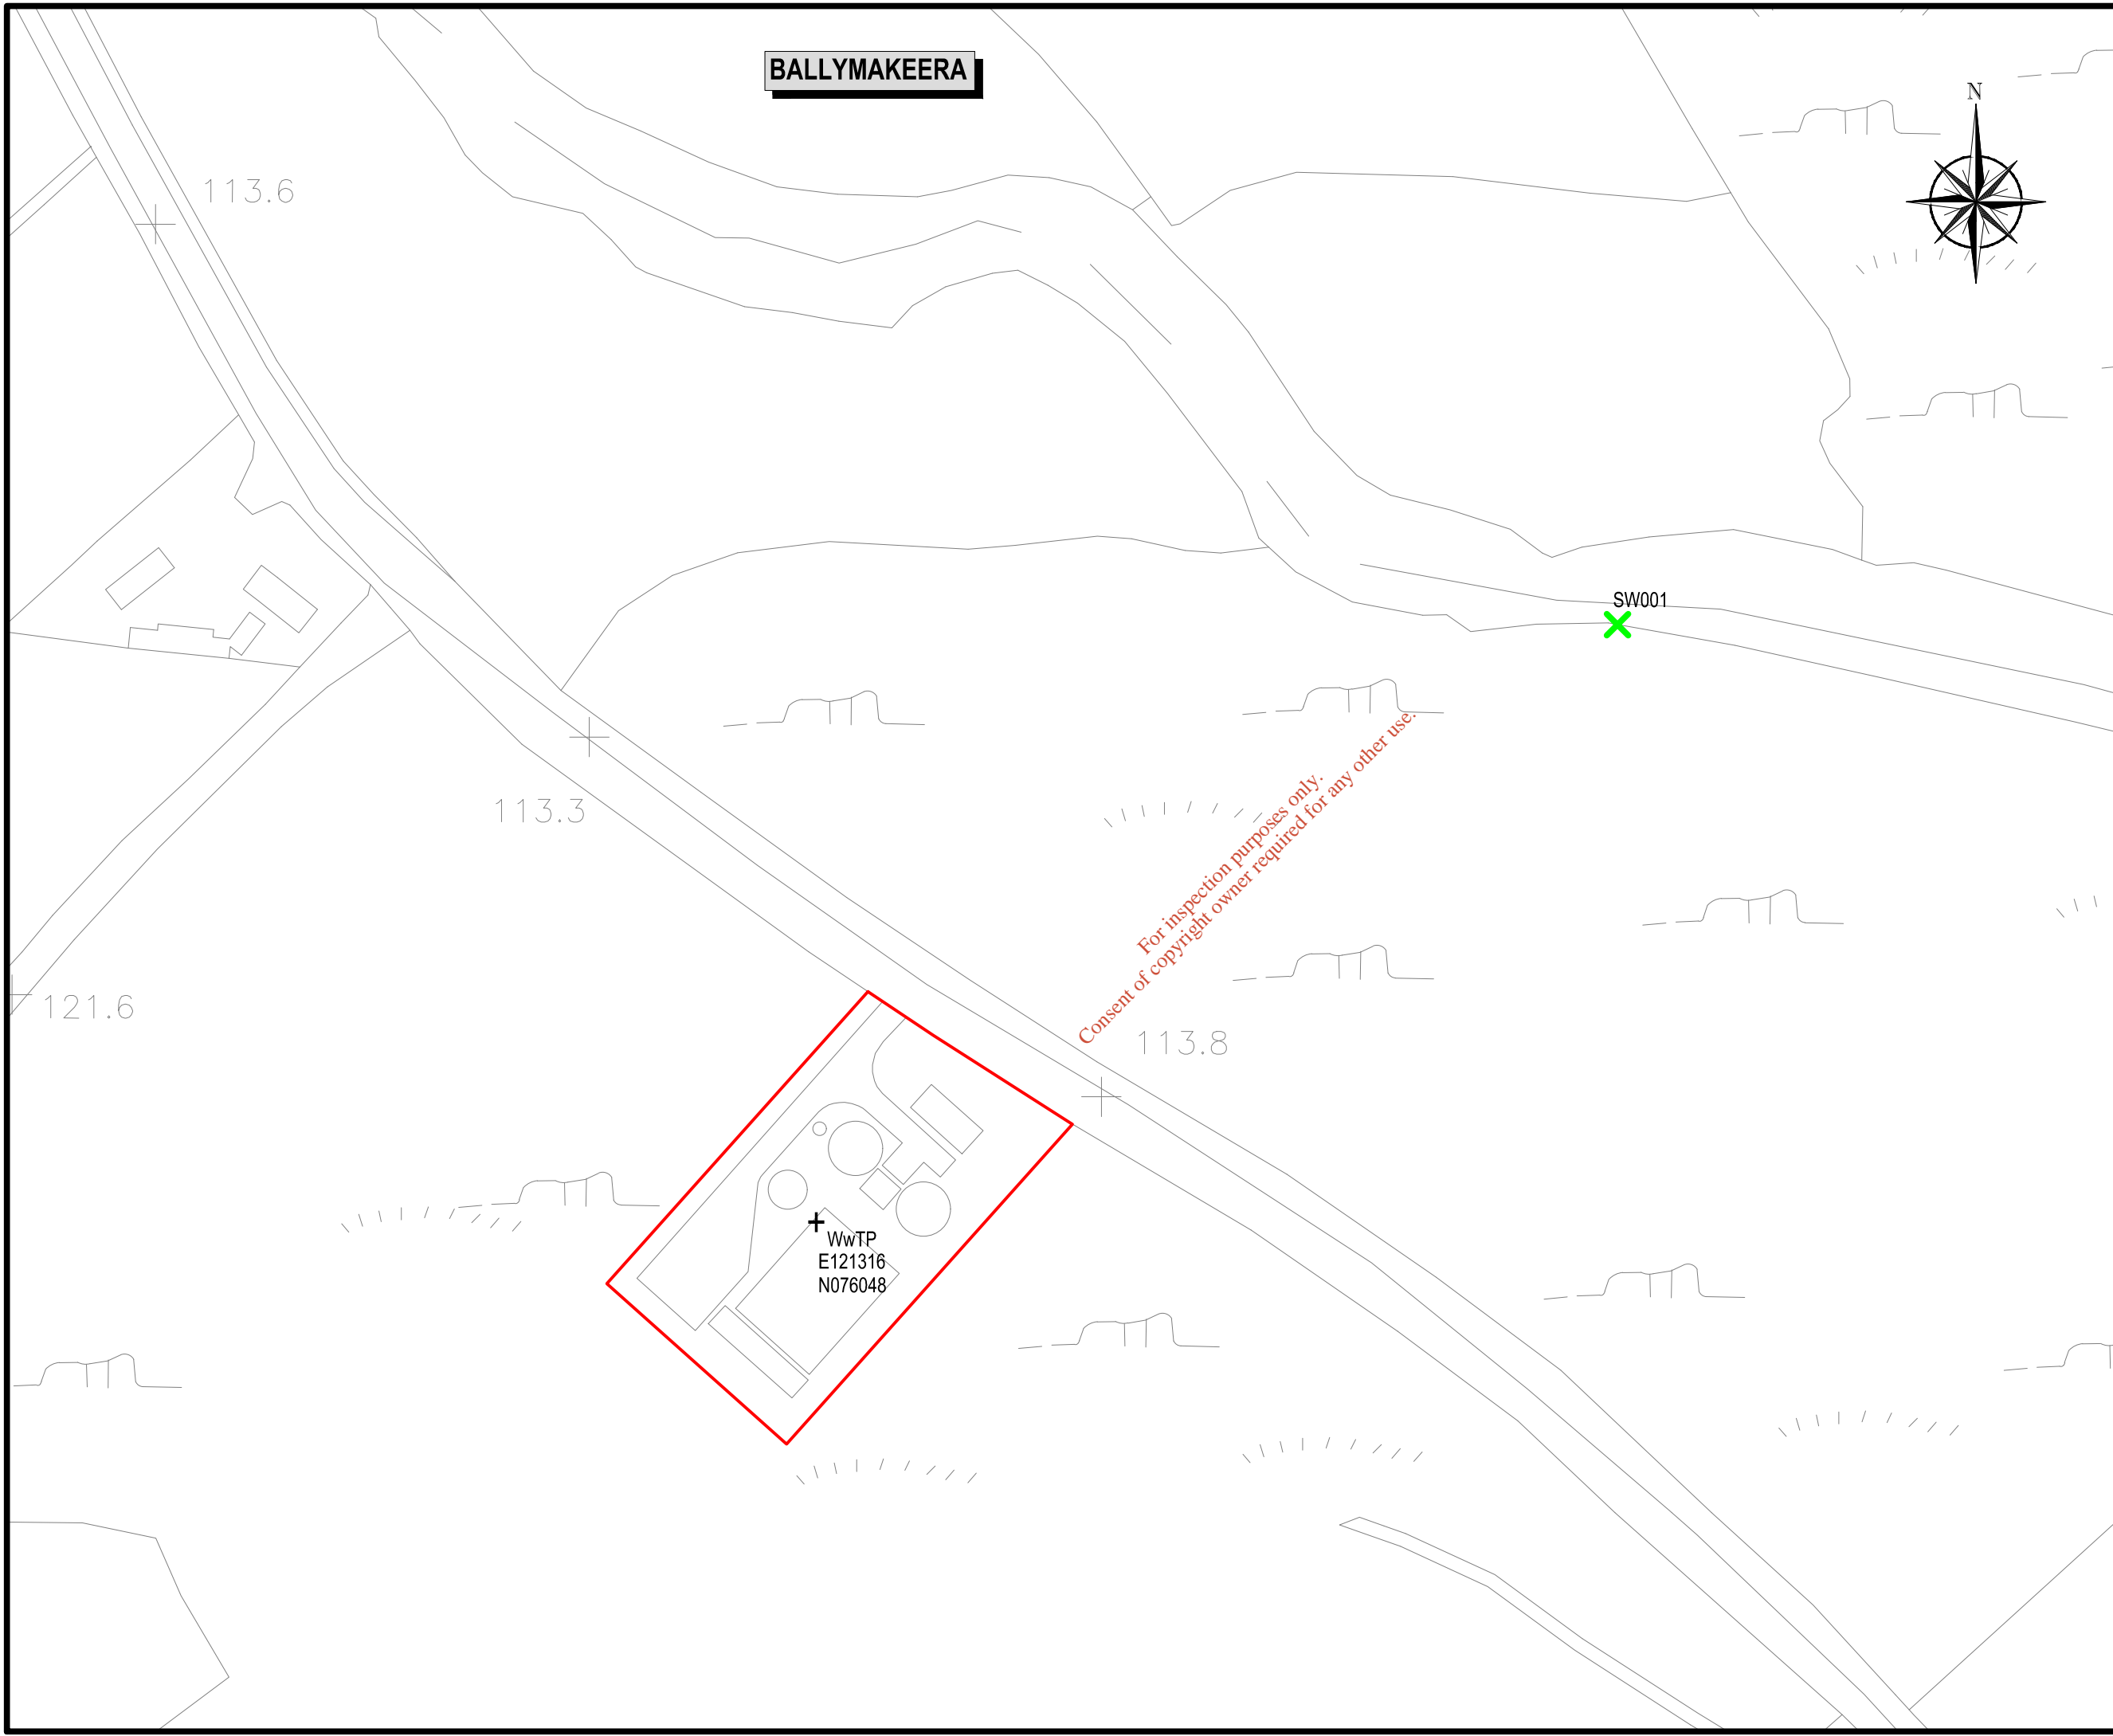 BALLYMAKEERA
N
113.6
SW001
113.3
For inspection purposes only.
Consent of copyright owner required for any other use.
121.6
113.8
WwTP
E121316
N076048